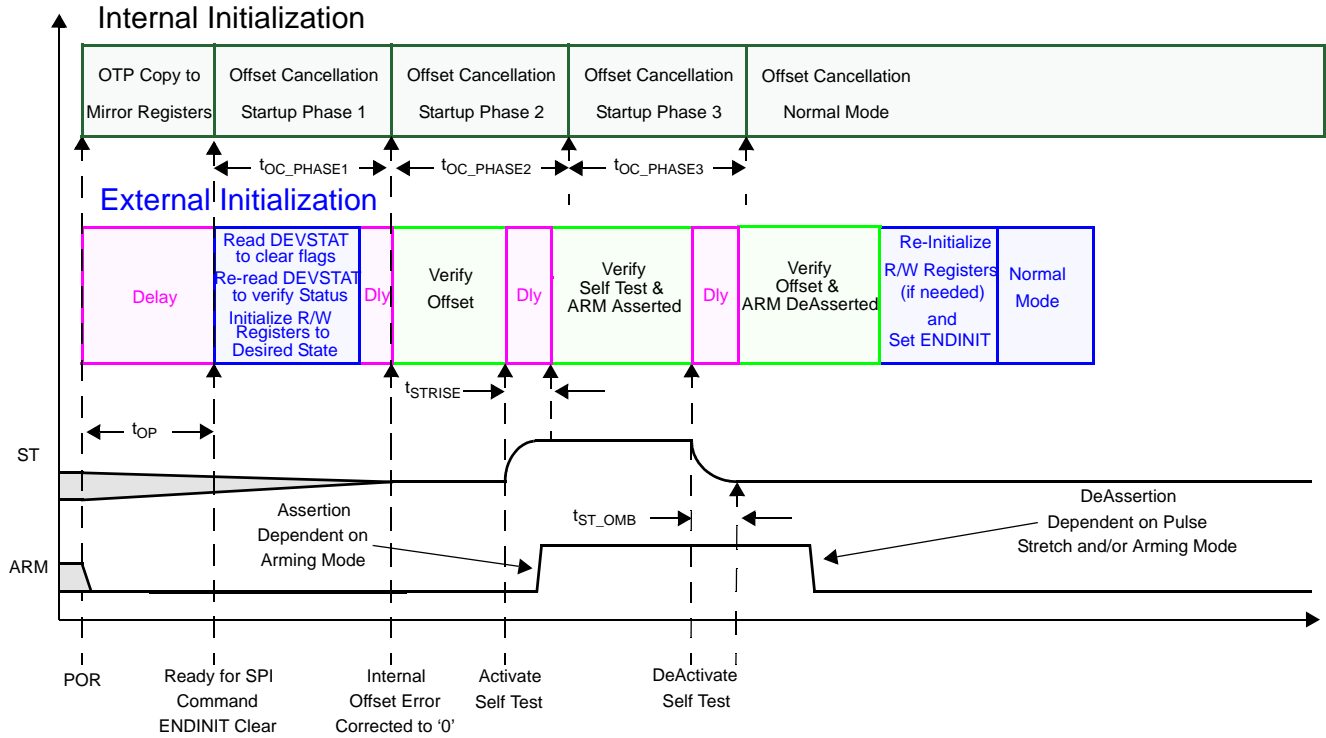 Internal Initialization
OTP Copy to
Mirror Registers
Offset Cancellation
Startup Phase 1
Offset Cancellation
Startup Phase 2
Offset Cancellation
Startup Phase 3
Offset Cancellation
Normal Mode
tOC_PHASE1
tOC_PHASE2
tOC_PHASE3
External Initialization
Delay
Read DEVSTAT
to clear flags
Re-read DEVSTAT
to verify Status
Initialize R/W
Registers to
Desired State
Dly
Verify
Offset
Dly
Verify
Self Test &
ARM Asserted
Dly
Verify
Offset &
ARM DeAsserted
Re-Initialize
R/W Registers
(if needed)
and
Set ENDINIT
Normal
Mode
tSTRISE
tOP
ST
Assertion
Dependent on
Arming Mode
tST_OMB
DeAssertion
Dependent on Pulse
Stretch and/or Arming Mode
ARM
POR
Ready for SPI
Command
ENDINIT Clear
Internal
Offset Error
Corrected to ‘0’
Activate
Self Test
DeActivate
Self Test